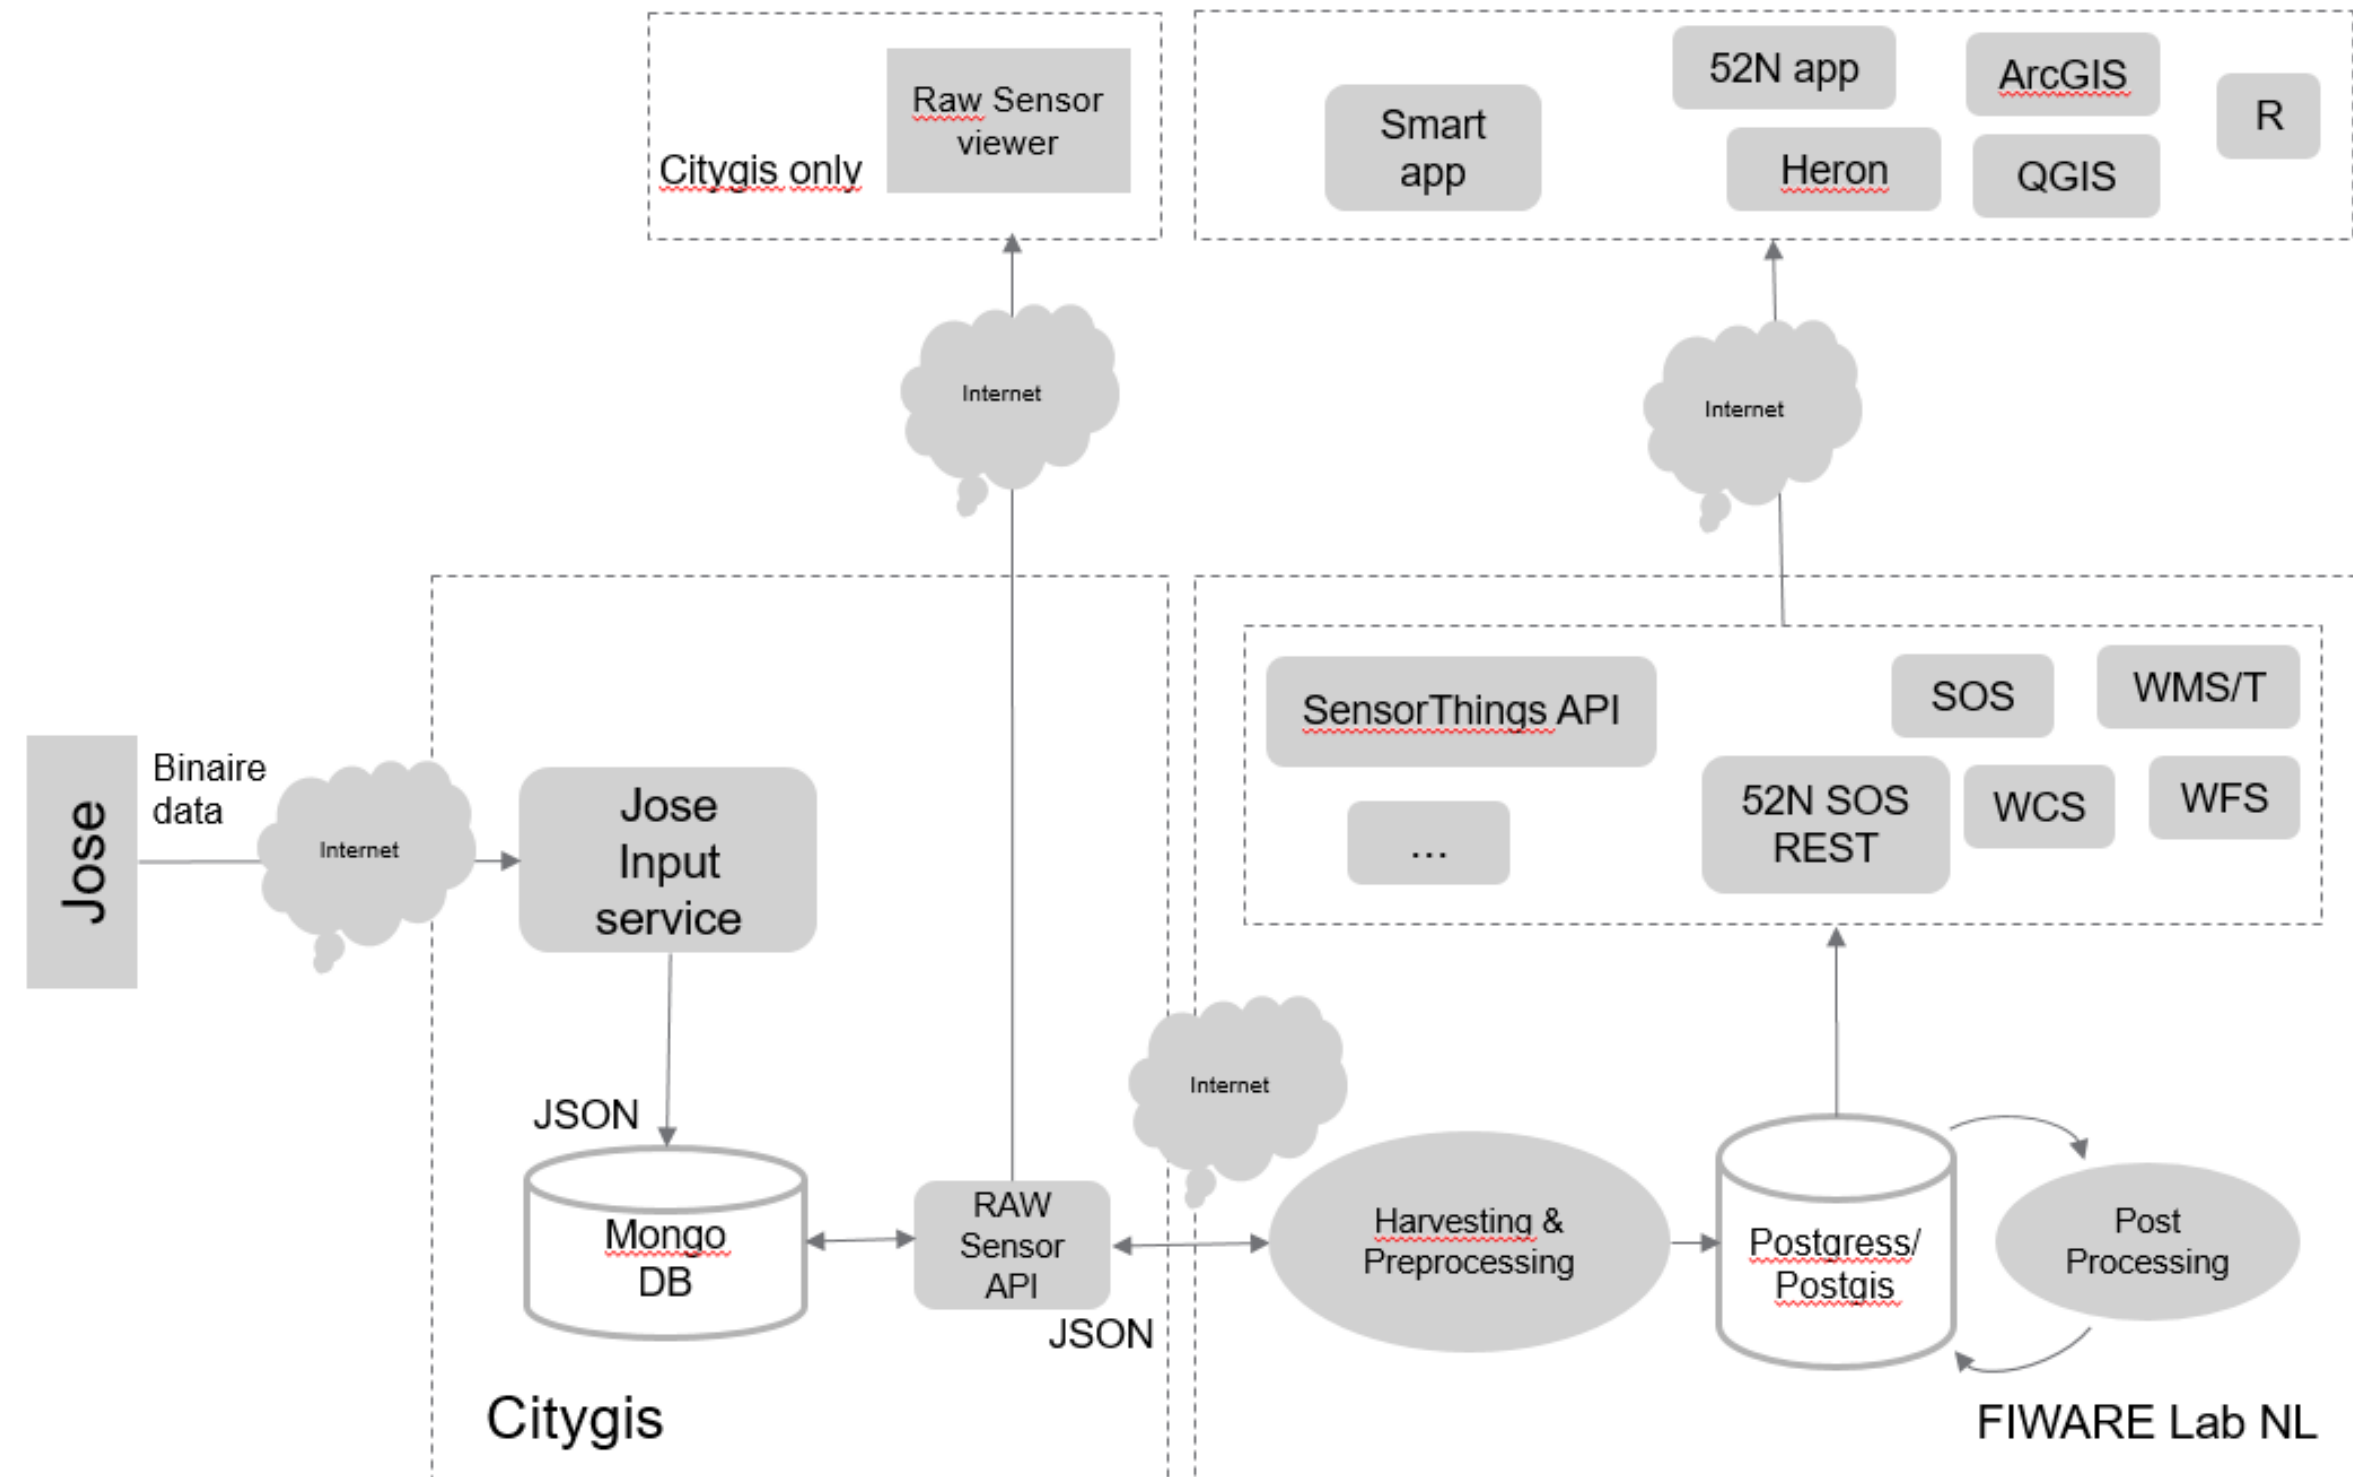 Raw Sensor
viewer
Citygis only
Smart
app
52N app
Heron
ArcGIS
QGIS
R
Internet
Internet
Jose
Binaire
data
Internet
Jose
Input
service
JSON
Mongo
DB
RAW
Sensor
API
JSON
Citygis
SensorThings API
...
SOS
WMS/T
52N SOS
REST
WCS
WFS
Internet
Harvesting &
Preprocessing
Postgress/
Postgis
Post
Processing
FIWARE Lab NL